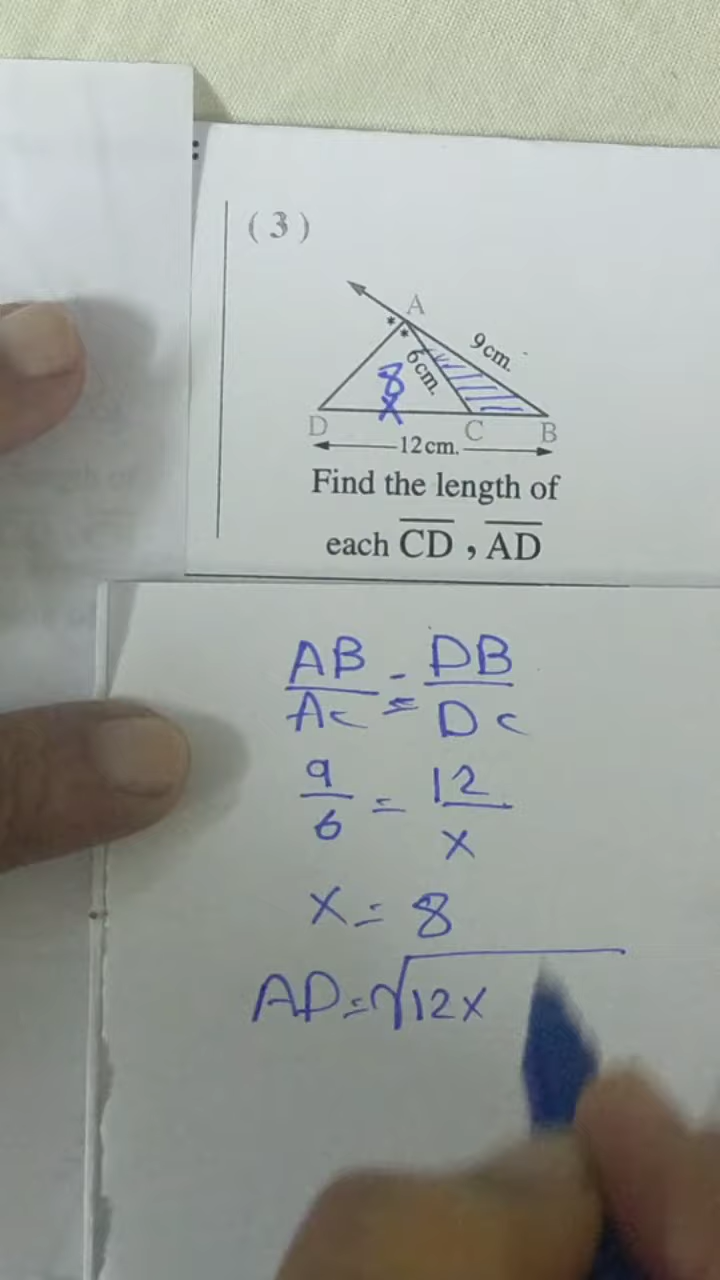 :
(3)
A
9cm.
6cm.
8
x
D
C
B
12cm.
Find the length of
each CD , AD
AB/AC = DB/DC
9/6 = 12/x
x = 8
AD = √12x